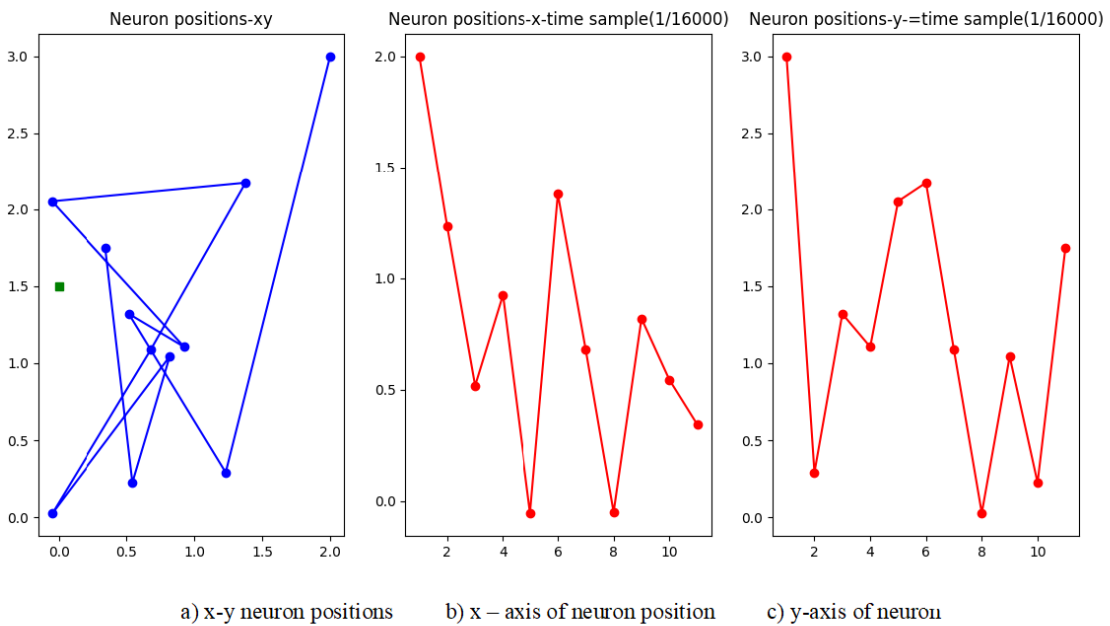 Neuron positions-xy
Neuron positions-x-time sample(1/16000)
Neuron positions-y-=time sample(1/16000)
3.0
2.5
2.0
1.5
1.0
0.5
0.0
0.0 0.5 1.0 1.5 2.0
2.0
1.5
1.0
0.5
0.0
2 4 6 8 10
3.0
2.5
2.0
1.5
1.0
0.5
0.0
2 4 6 8 10
a) x-y neuron positions
b) x – axis of neuron position
c) y-axis of neuron